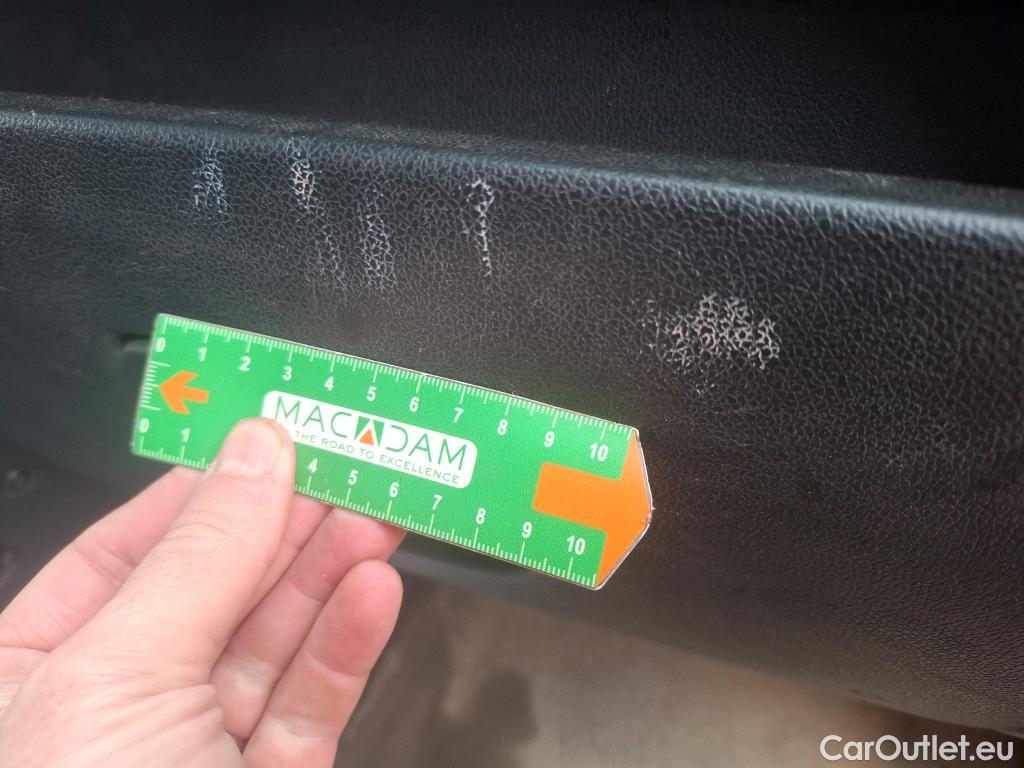 0 1 2 3 4 5 6 7 8 9 10
MACADAM
THE ROAD TO EXCELLENCE
0 1 4 5 6 7 8 9 10
CarOutlet.eu